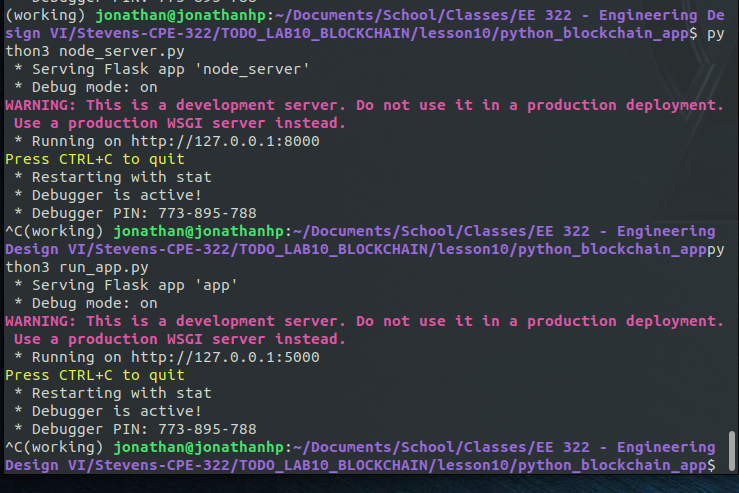 (working) jonathan@jonathanhp:~/Documents/School/Classes/EE 322 - Engineering De
sign VI/Stevens-CPE-322/TODO_LAB10_BLOCKCHAIN/lesson10/python_blockchain_app$ py
thon3 node_server.py
 * Serving Flask app 'node_server'
 * Debug mode: on
WARNING: This is a development server. Do not use it in a production deployment.
 Use a production WSGI server instead.
 * Running on http://127.0.0.1:8000
Press CTRL+C to quit
 * Restarting with stat
 * Debugger is active!
 * Debugger PIN: 773-895-788
^C(working) jonathan@jonathanhp:~/Documents/School/Classes/EE 322 - Engineering
Design VI/Stevens-CPE-322/TODO_LAB10_BLOCKCHAIN/lesson10/python_blockchain_apppy
thon3 run_app.py
 * Serving Flask app 'app'
 * Debug mode: on
WARNING: This is a development server. Do not use it in a production deployment.
 Use a production WSGI server instead.
 * Running on http://127.0.0.1:5000
Press CTRL+C to quit
 * Restarting with stat
 * Debugger is active!
 * Debugger PIN: 773-895-788
^C(working) jonathan@jonathanhp:~/Documents/School/Classes/EE 322 - Engineering
Design VI/Stevens-CPE-322/TODO_LAB10_BLOCKCHAIN/lesson10/python_blockchain_app$